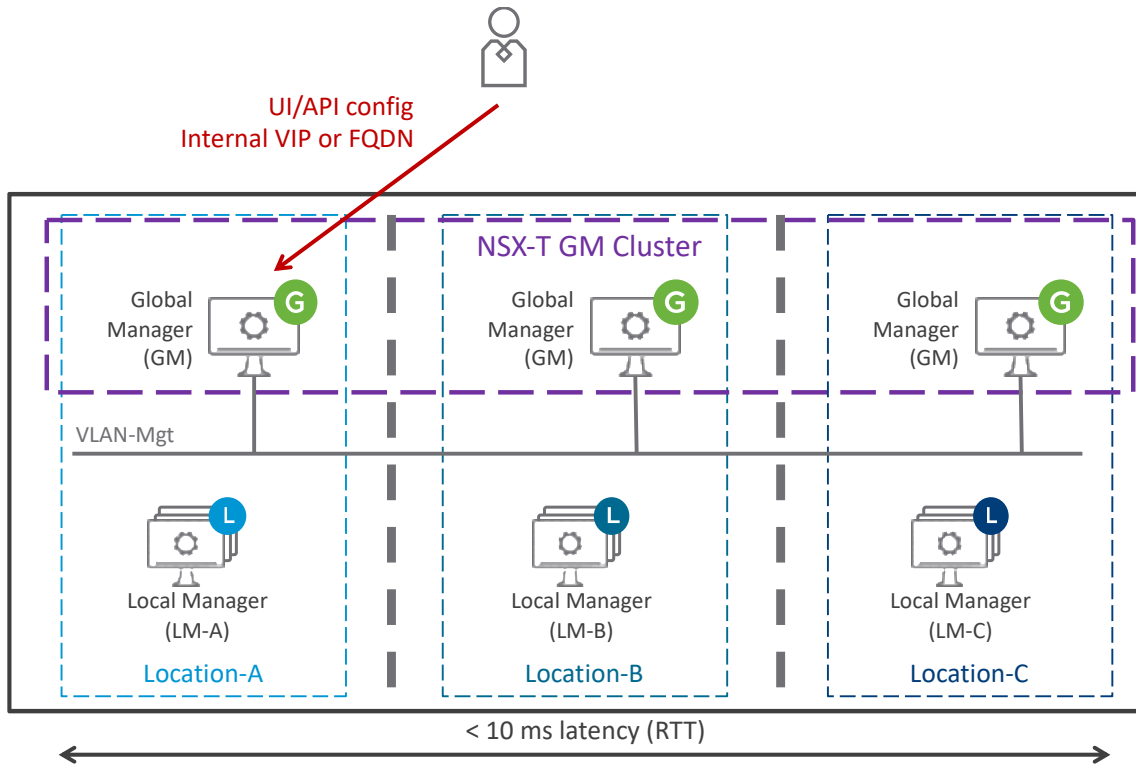 UI/API config
Internal VIP or FQDN
NSX-T GM Cluster
Global
Manager
(GM)
G
Global
Manager
(GM)
G
Global
Manager
(GM)
G
VLAN-Mgt
L
Local Manager
(LM-A)
Location-A
L
Local Manager
(LM-B)
Location-B
L
Local Manager
(LM-C)
Location-C
< 10 ms latency (RTT)